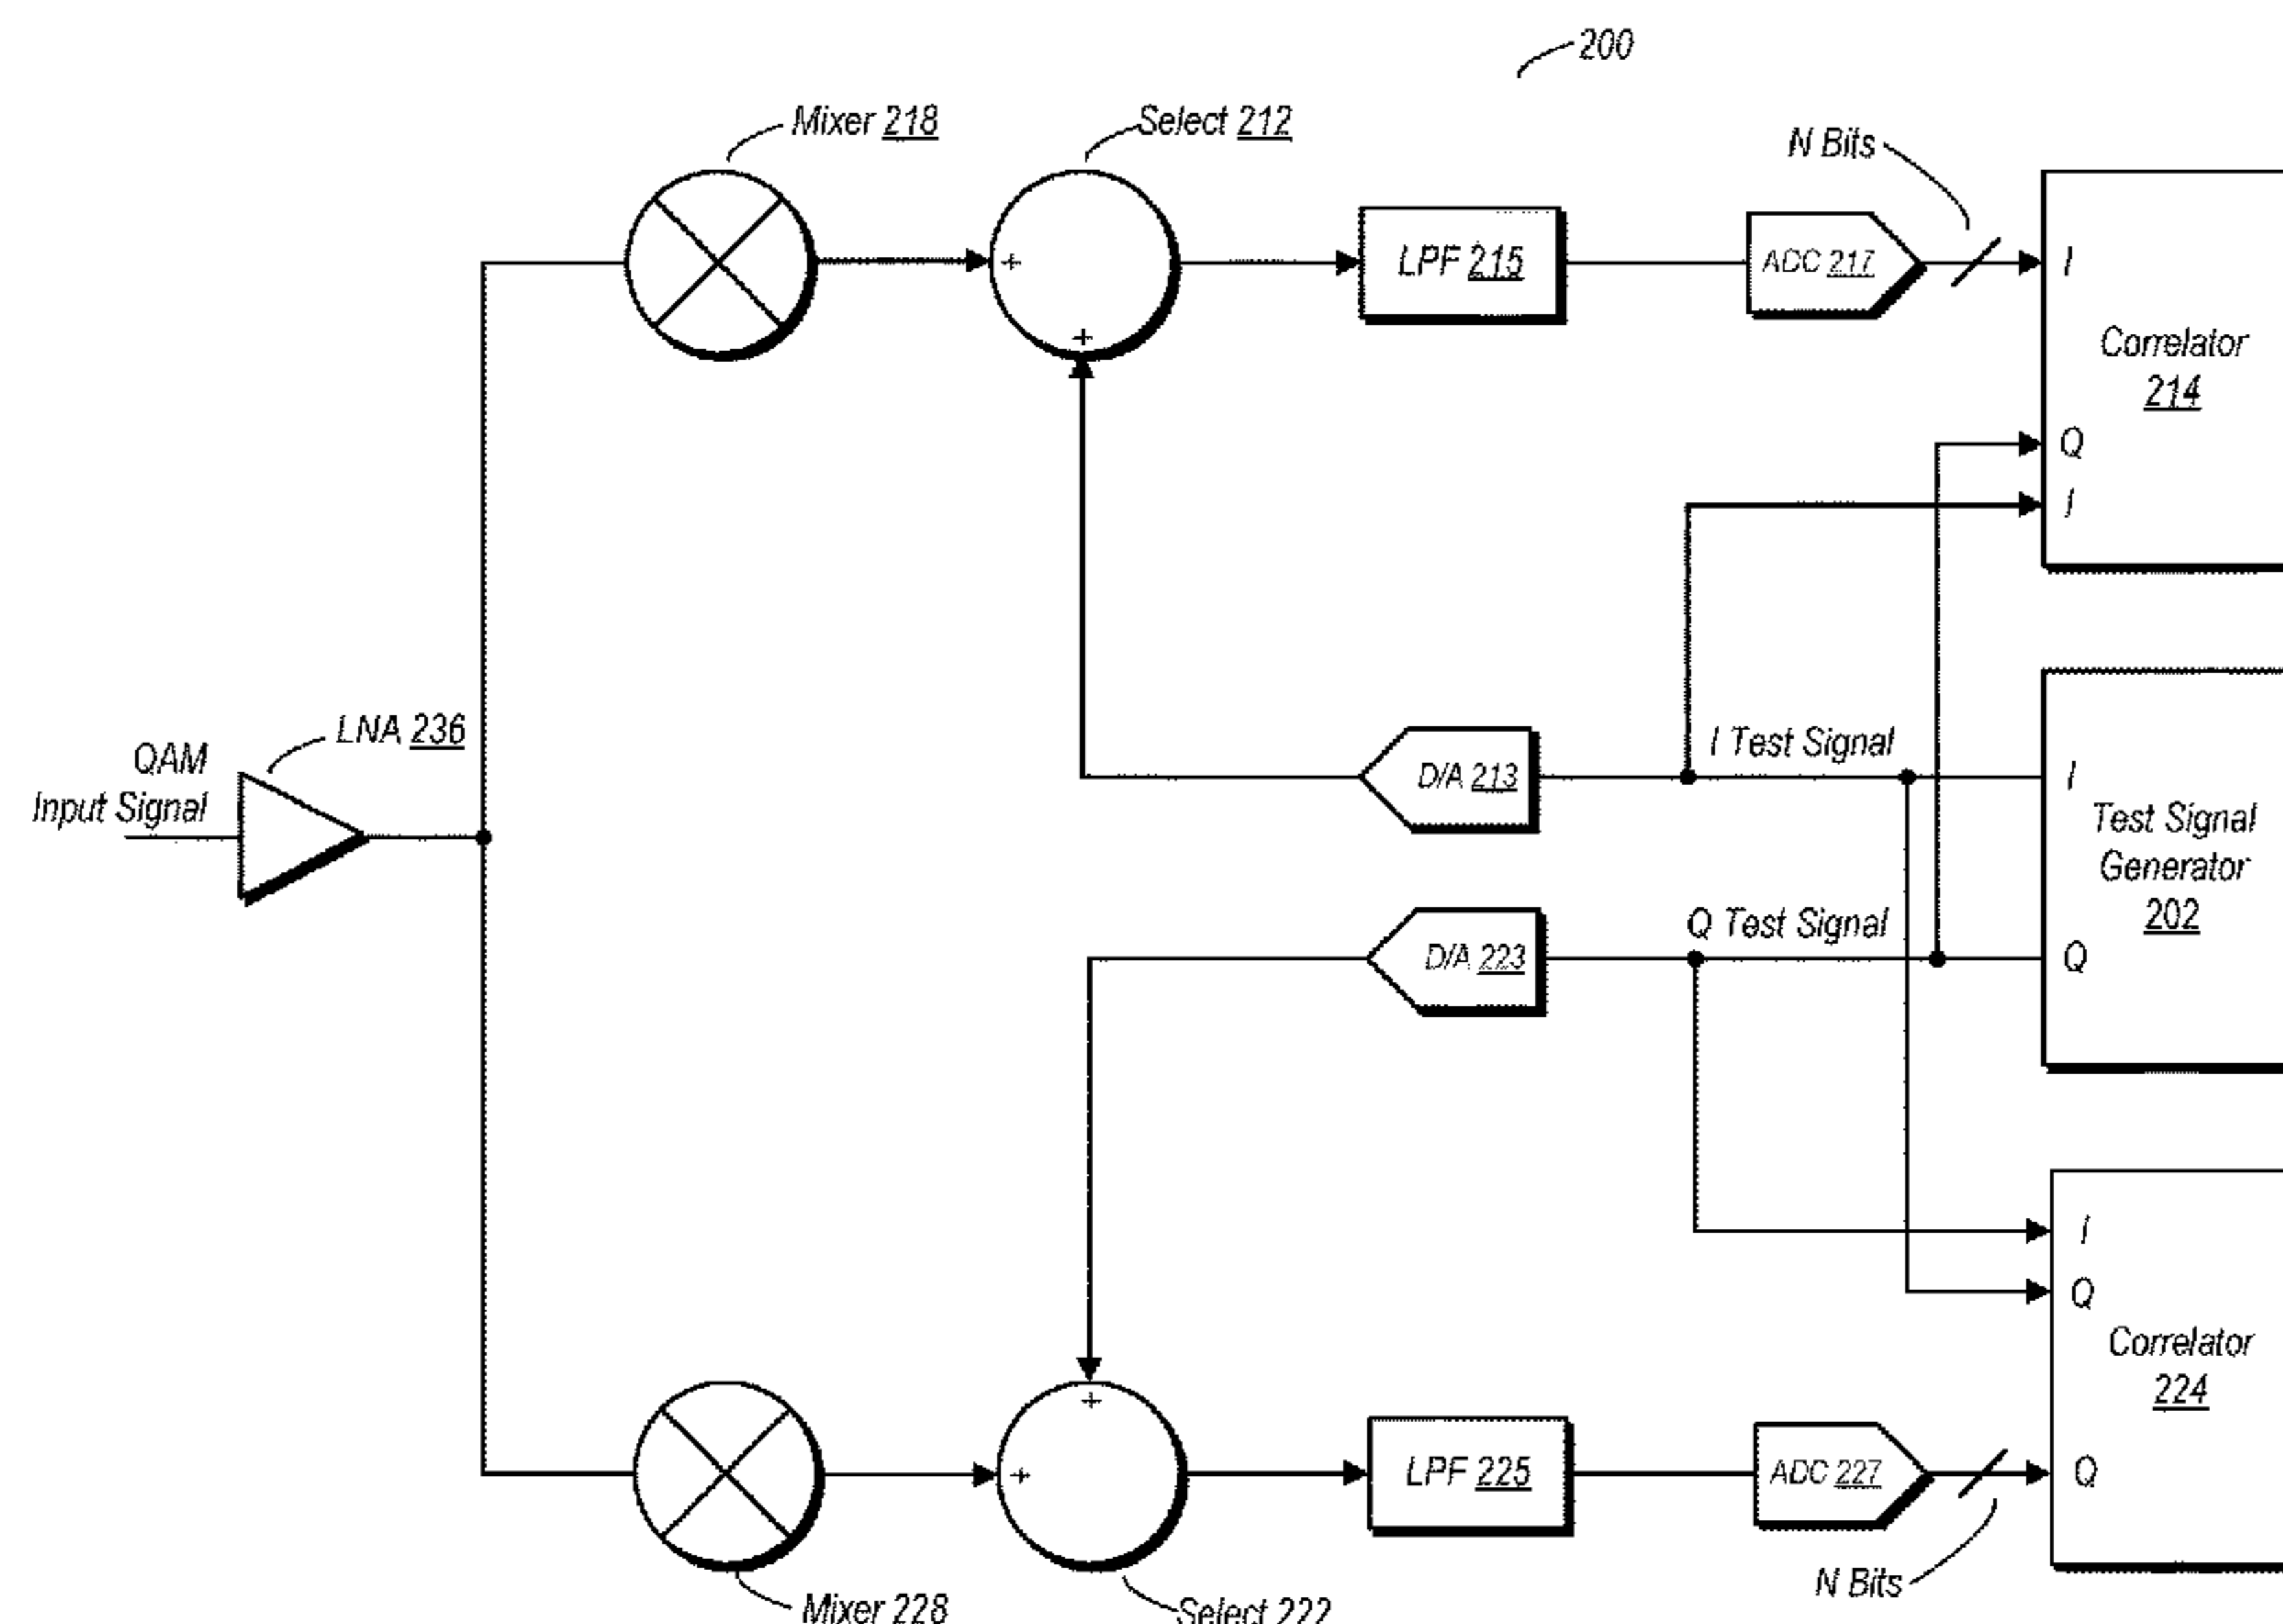 200
Mixer 218
Select 212
N Bits
+
+
LPF 215
ADC 217
I
Correlator
214
Q
I
LNA 236
QAM
Input Signal
D/A 213
I Test Signal
I
Test Signal
Generator
202
Q
D/A 223
Q Test Signal
I
Q
Correlator
224
Q
+
+
LPF 225
ADC 227
N Bits
Mixer 228
Select 222